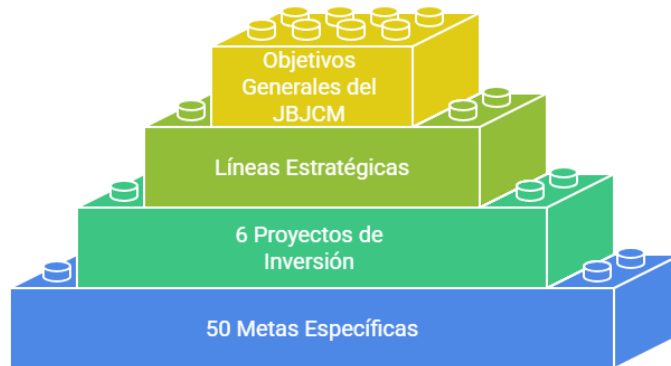 Objetivos
Generales del
JBJCM
Líneas Estratégicas
6 Proyectos de
Inversión
50 Metas Específicas